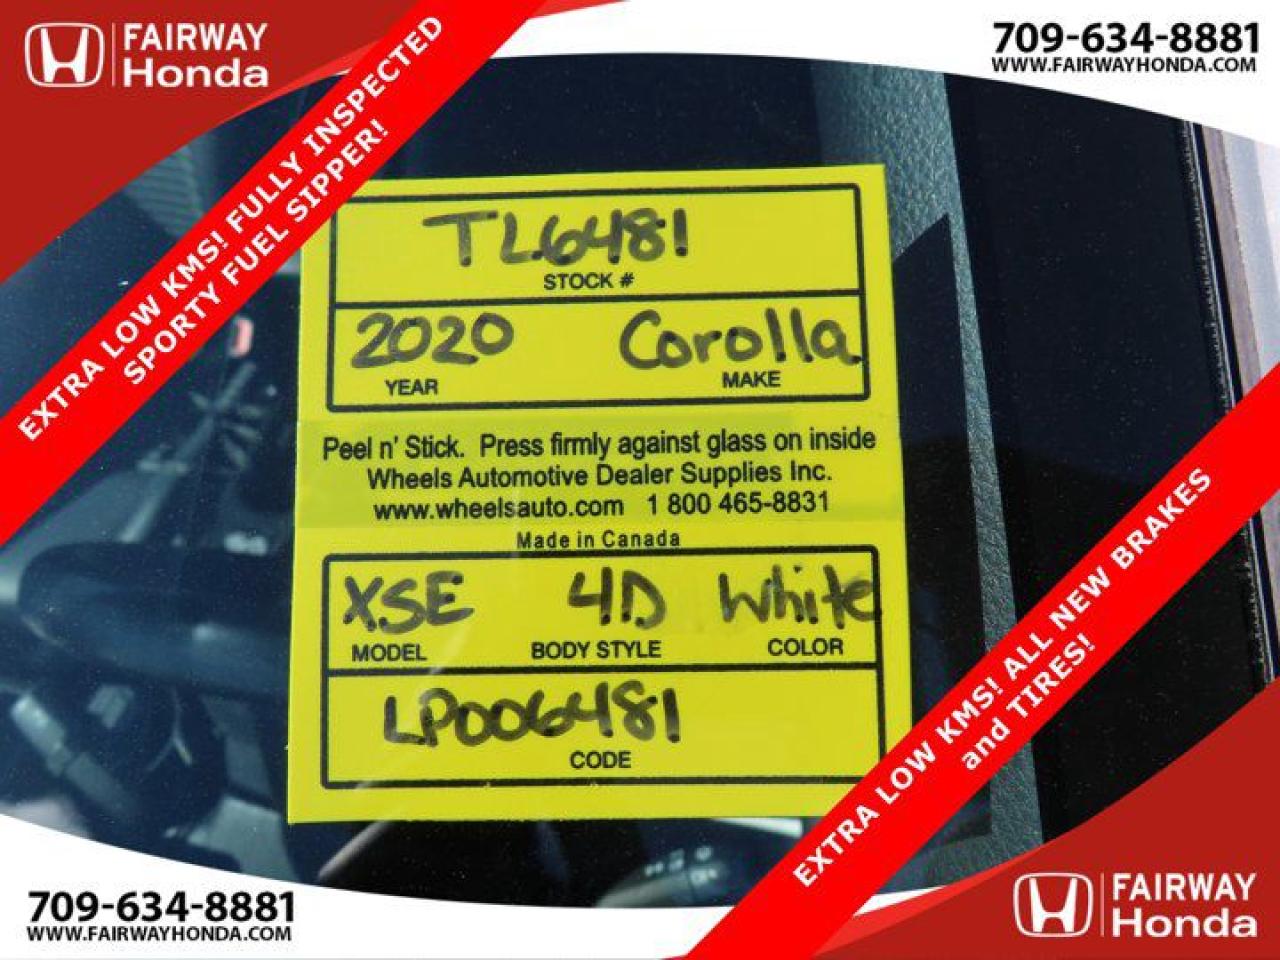 FAIRWAY
Honda
709-634-8881
WWW.FAIRWAYHONDA.COM
EXTRA LOW KMS! FULLY INSPECTED
SPORTY FUEL SIPPER!
TL6481
STOCK #
2020 Corolla
YEAR MAKE
Peel n' Stick. Press firmly against glass on inside
Wheels Automotive Dealer Supplies Inc.
www.wheelsauto.com 1 800 465-8831
Made in Canada
XSE 4D White
MODEL BODY STYLE COLOR
LP006481
CODE
EXTRA LOW KMS! ALL NEW BRAKES
and TIRES!
709-634-8881
WWW.FAIRWAYHONDA.COM
FAIRWAY
Honda